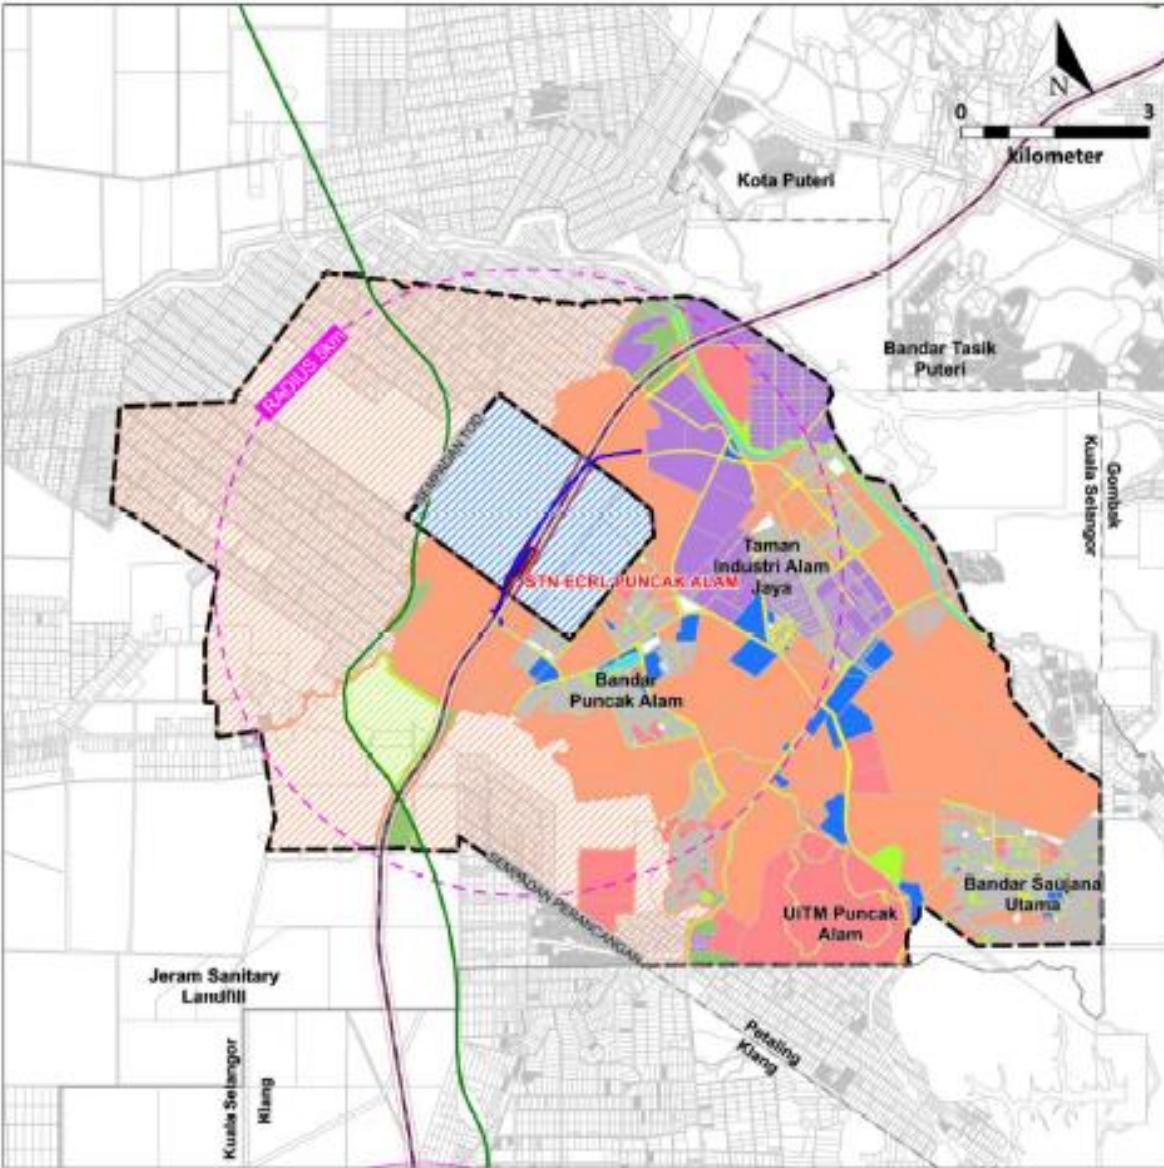 N
0 3
kilometer
Kota Puteri
RADIUS 5km
Bandar Tasik
Puteri
Gombak
Kuala Selangor
Taman
Industri Alam
Jaya
STN ECRL PUNCAK ALAM
Bandar
Puncak Alam
SEMPADAN PERANCANGAN
Bandar Saujana
Utama
UiTM Puncak
Alam
Jeram Sanitary
Landfill
Kuala Selangor
Klang
Petaling
Klang